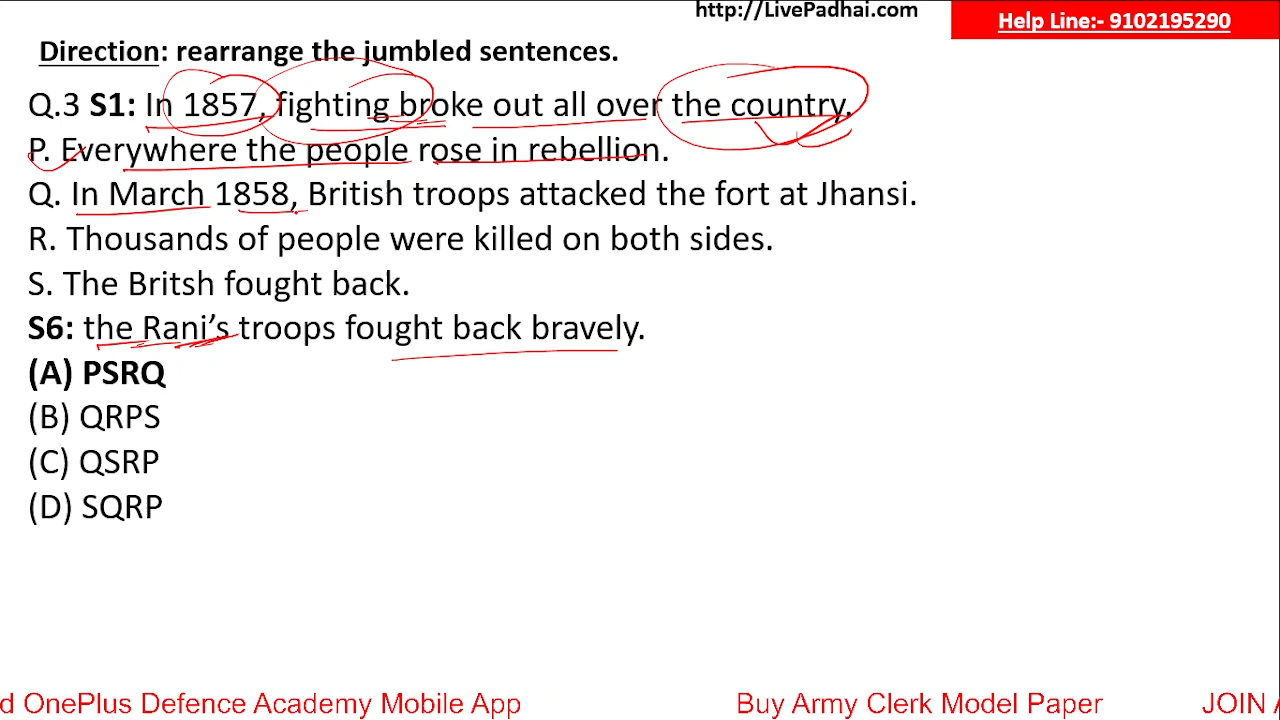 http://LivePadhai.com
Help Line:- 9102195290
Direction: rearrange the jumbled sentences.
Q.3 S1: In 1857, fighting broke out all over the country.
P. Everywhere the people rose in rebellion.
Q. In March 1858, British troops attacked the fort at Jhansi.
R. Thousands of people were killed on both sides.
S. The Britsh fought back.
S6: the Rani’s troops fought back bravely.
(A) PSRQ
(B) QRPS
(C) QSRP
(D) SQRP
d OnePlus Defence Academy Mobile App Buy Army Clerk Model Paper JOIN